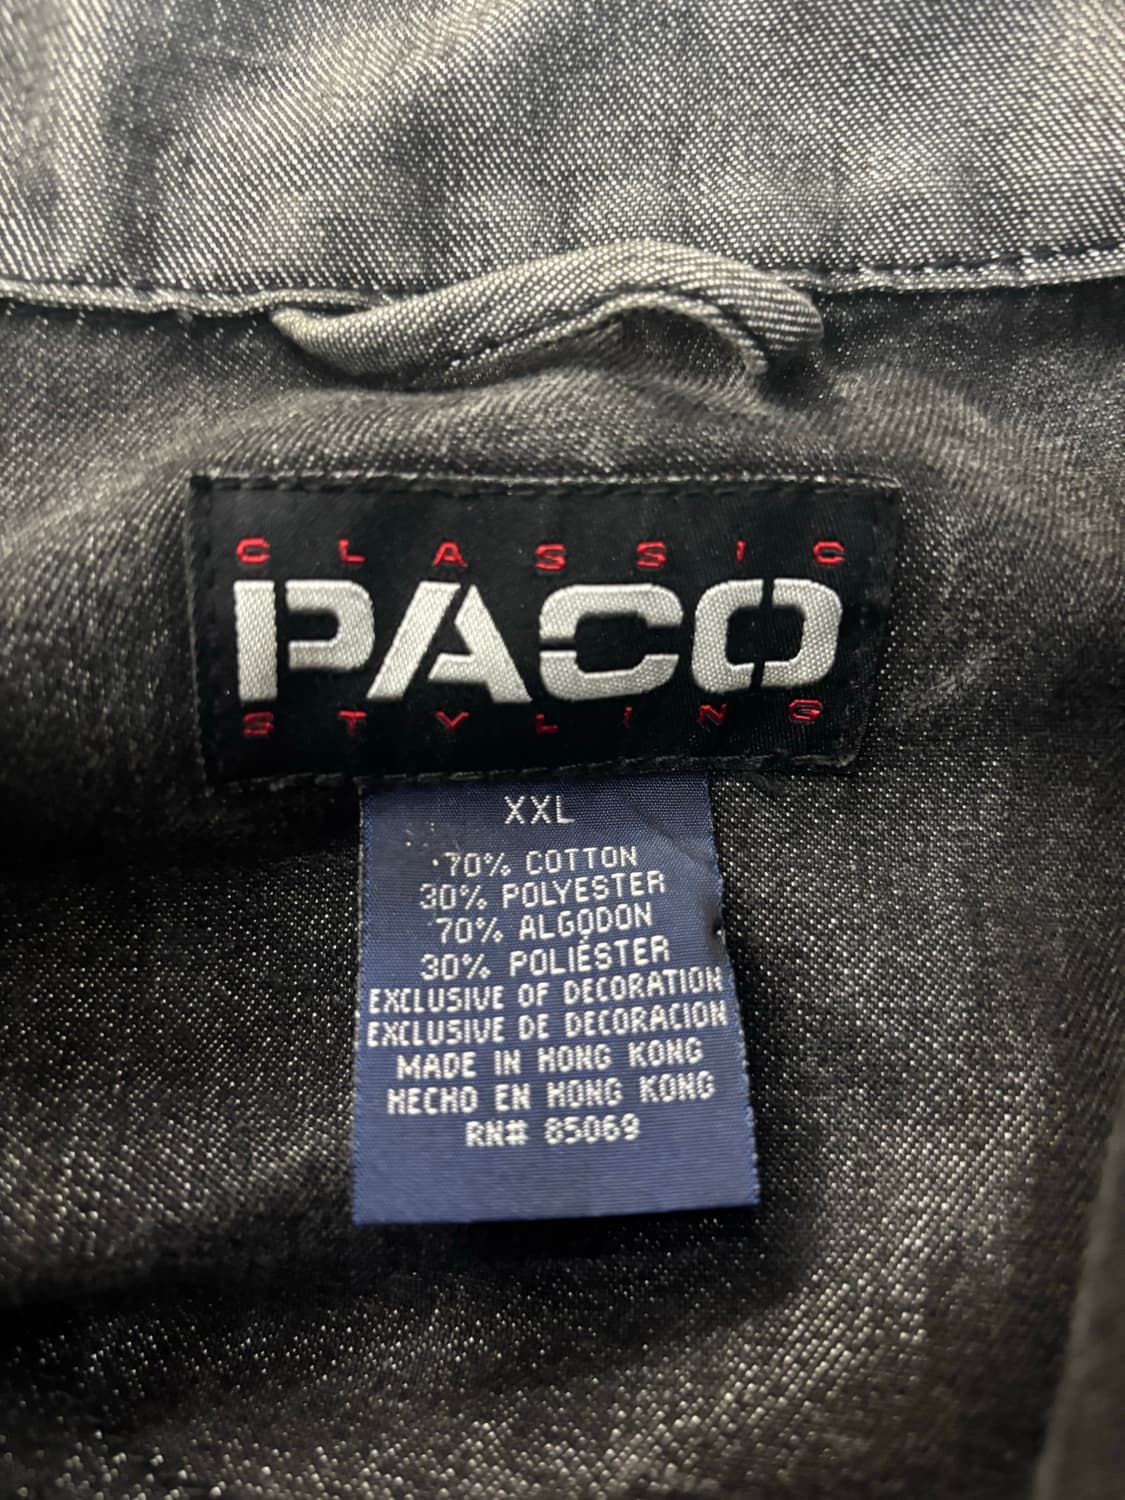 CLASSIC
PACO
STYLING
XXL
70% COTTON
30% POLYESTER
70% ALGODON
30% POLIÉSTER
EXCLUSIVE OF DECORATION
EXCLUSIVE DE DECORACION
MADE IN HONG KONG
HECHO EN HONG KONG
RN# 85069